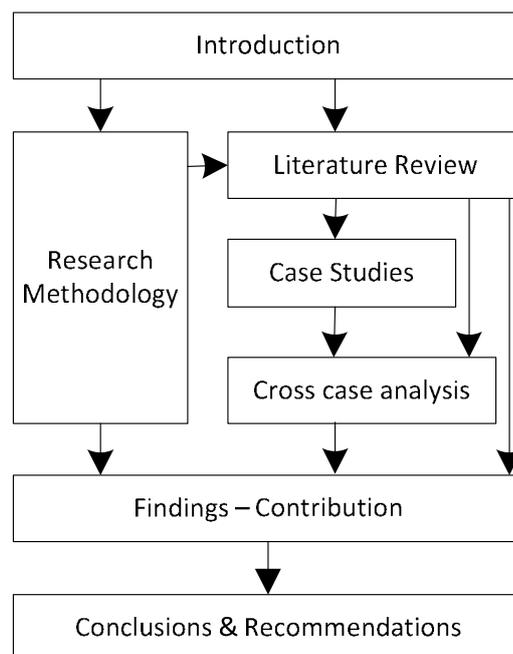 Introduction
Literature Review
Research
Methodology
Case Studies
Cross case analysis
Findings – Contribution
Conclusions & Recommendations